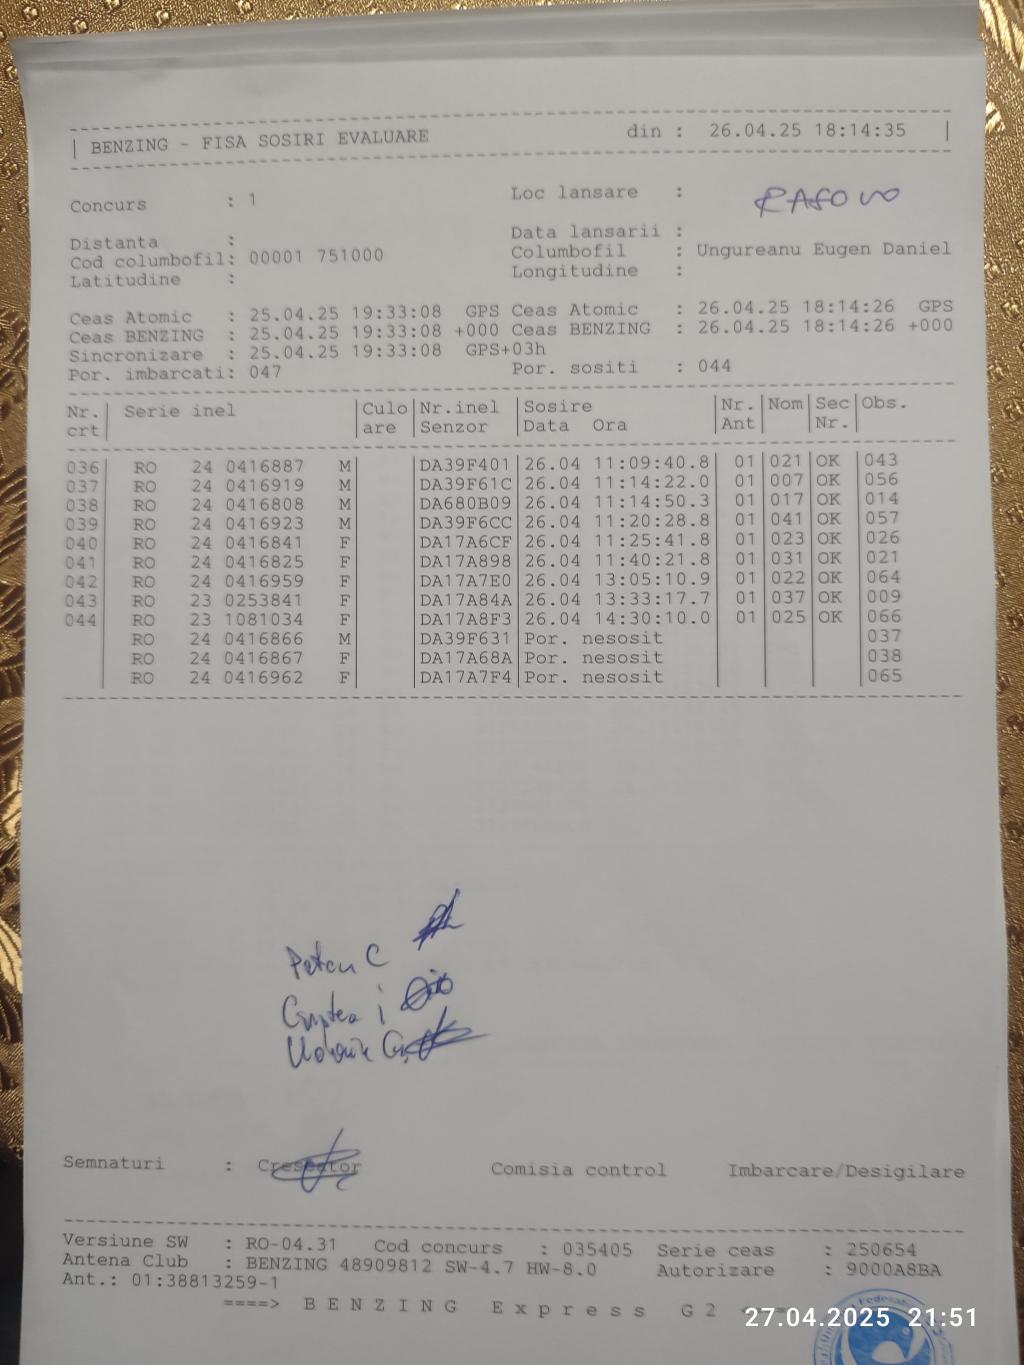 BENZING - FISA SOSIRI EVALUARE din : 26.04.25 18:14:35
Concurs : 1 Loc lansare :
Distanta : Data lansarii :
Cod columbofil: 00001 751000 Columbofil : Ungureanu Eugen Daniel
Latitudine : Longitudine :
Ceas Atomic : 25.04.25 19:33:08 GPS Ceas Atomic : 26.04.25 18:14:26 GPS
Ceas BENZING : 25.04.25 19:33:08 +000 Ceas BENZING : 26.04.25 18:14:26 +000
Sincronizare : 25.04.25 19:33:08 GPS+03h
Por. imbarcati: 047 Por. sositi : 044
Nr. Serie inel |Culo|Nr.inel |Sosire |Nr.|Nom|Sec|Obs.
crt |are |Senzor |Data Ora |Ant| |Nr.|
036| RO 24 0416887 M| |DA39F401|26.04 11:09:40.8| 01|021|OK |043
037| RO 24 0416919 M| |DA39F61C|26.04 11:14:22.0| 01|007|OK |056
038| RO 24 0416808 M| |DA680B09|26.04 11:14:50.3| 01|017|OK |014
039| RO 24 0416923 M| |DA39F6CC|26.04 11:20:28.8| 01|041|OK |057
040| RO 24 0416841 F| |DA17A6CF|26.04 11:25:41.8| 01|023|OK |026
041| RO 24 0416825 F| |DA17A898|26.04 11:40:21.8| 01|031|OK |021
042| RO 24 0416959 F| |DA17A7E0|26.04 13:05:10.9| 01|022|OK |064
043| RO 23 0253841 F| |DA17A84A|26.04 13:33:17.7| 01|037|OK |009
044| RO 23 1081034 F| |DA17A8F3|26.04 14:30:10.0| 01|025|OK |066
| RO 24 0416866 M| |DA39F631|Por. nesosit | | | |037
| RO 24 0416867 F| |DA17A68A|Por. nesosit | | | |038
| RO 24 0416962 F| |DA17A7F4|Por. nesosit | | | |065
Semnaturi : Crescator Comisia control Imbarcare/Desigilare
Versiune SW : RO-04.31 Cod concurs : 035405 Serie ceas : 250654
Antena Club : BENZING 48909812 SW-4.7 HW-8.0 Autorizare : 9000A8BA
Ant.: 01:38813259-1
====> B E N Z I N G E x p r e s s G 2
27.04.2025 21:51